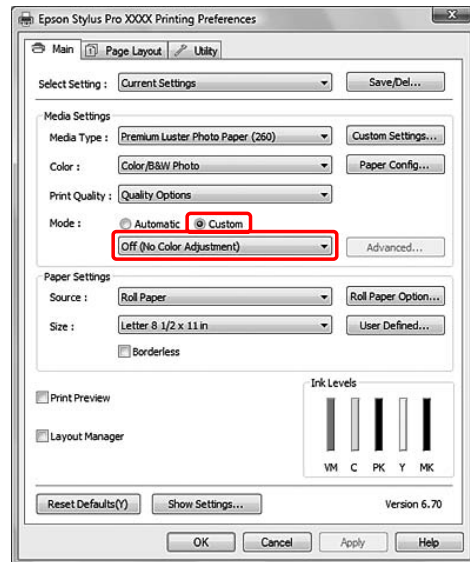 Epson Stylus Pro XXXX Printing Preferences
Main Page Layout Utility
Select Setting : Current Settings Save/Del...
Media Settings
Media Type : Premium Luster Photo Paper (260) Custom Settings...
Color : Color/B&W Photo Paper Config...
Print Quality : Quality Options
Mode : Automatic Custom
Off (No Color Adjustment) Advanced...
Paper Settings
Source : Roll Paper Roll Paper Option...
Size : Letter 8 1/2 x 11 in User Defined...
Borderless
Ink Levels
Print Preview
Layout Manager
VM C PK Y MK
Reset Defaults(Y) Show Settings... Version 6.70
OK Cancel Apply Help